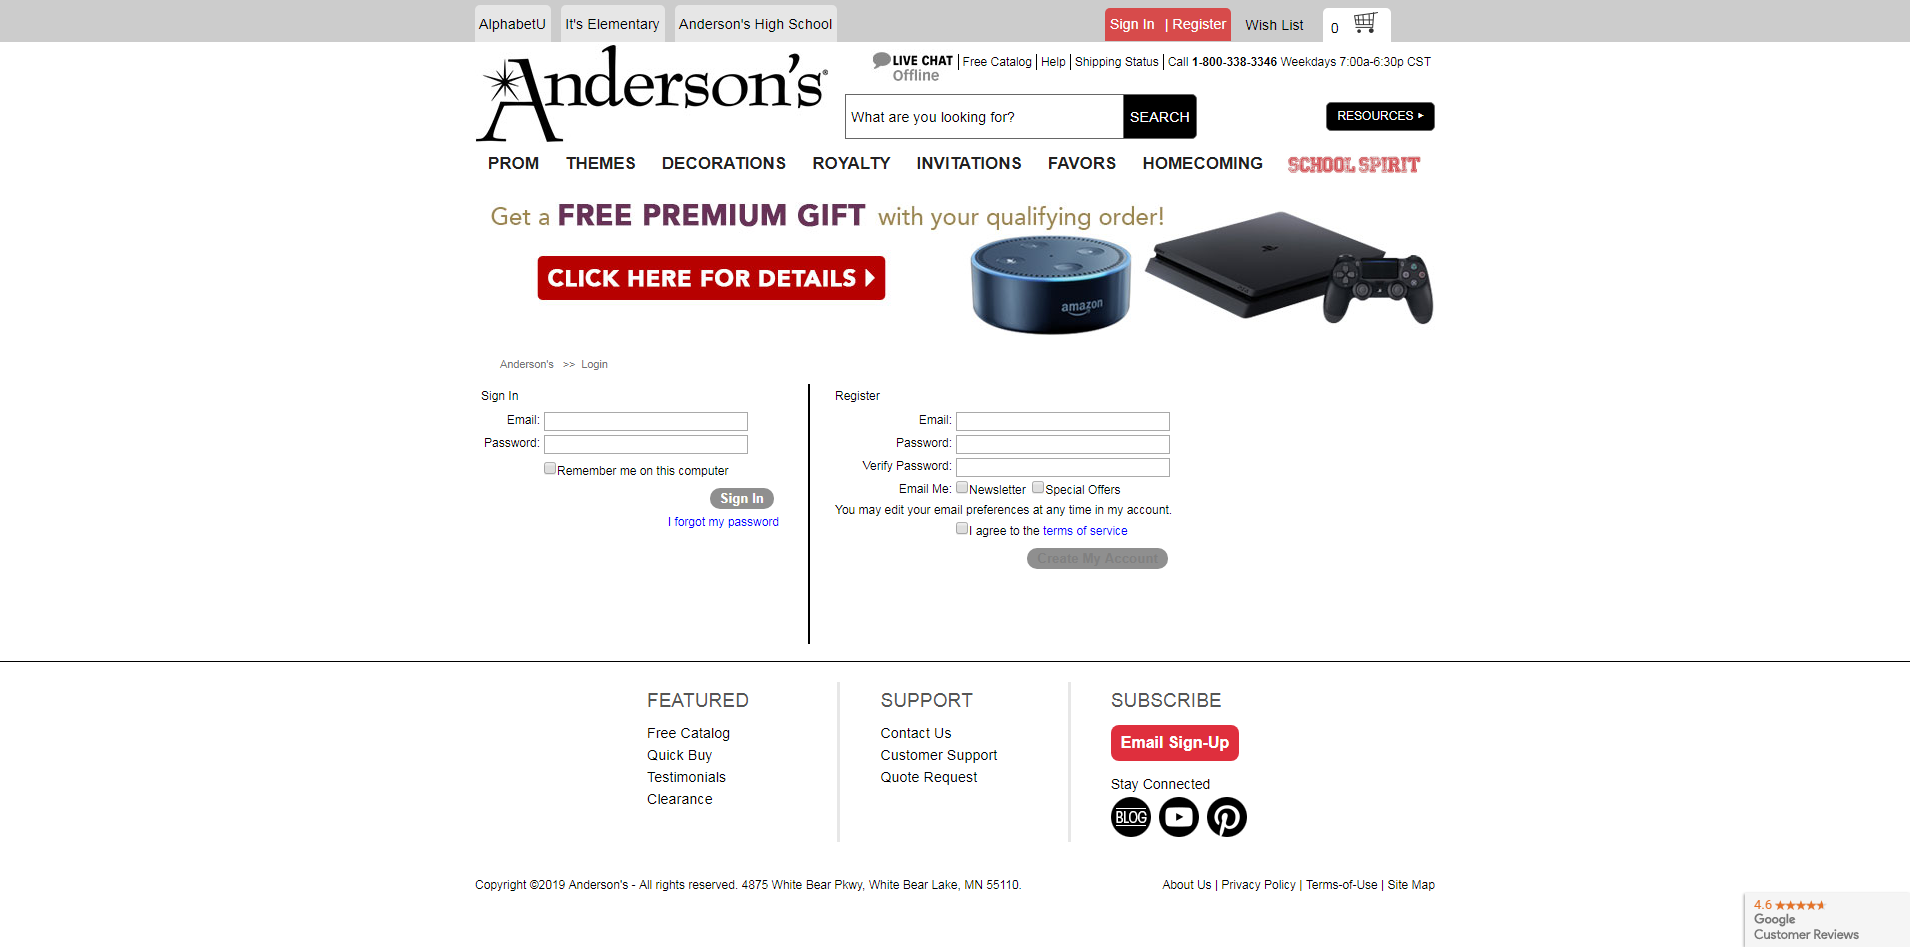 AlphabetU It's Elementary Anderson's High School Sign In | Register Wish List 0
Anderson's®
LIVE CHAT Offline | Free Catalog | Help | Shipping Status | Call 1-800-338-3346 Weekdays 7:00a-6:30p CST
What are you looking for? SEARCH RESOURCES ▸
PROM THEMES DECORATIONS ROYALTY INVITATIONS FAVORS HOMECOMING SCHOOL SPIRIT
Get a FREE PREMIUM GIFT with your qualifying order!
CLICK HERE FOR DETAILS
amazon
Anderson's >> Login
Sign In
Email:
Password:
Remember me on this computer
Sign In
I forgot my password
Register
Email:
Password:
Verify Password:
Email Me: Newsletter Special Offers
You may edit your email preferences at any time in my account.
I agree to the terms of service
Create My Account
FEATURED
Free Catalog
Quick Buy
Testimonials
Clearance
SUPPORT
Contact Us
Customer Support
Quote Request
SUBSCRIBE
Email Sign-Up
Stay Connected
BLOG
Copyright ©2019 Anderson's - All rights reserved. 4875 White Bear Pkwy, White Bear Lake, MN 55110.
About Us | Privacy Policy | Terms-of-Use | Site Map
4.6 ★★★★★
Google
Customer Reviews